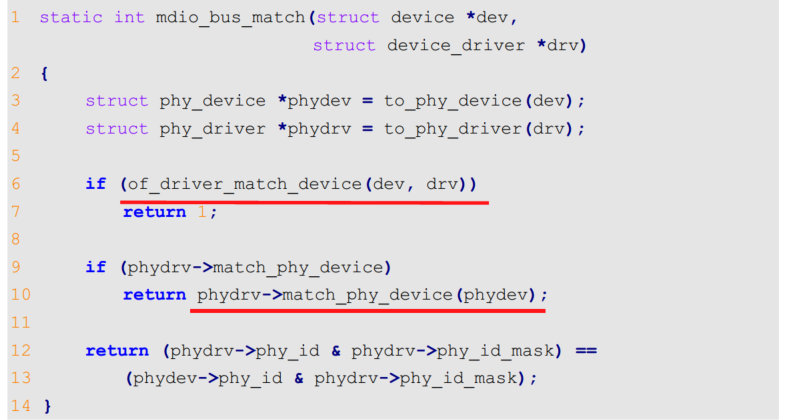 1 static int mdio_bus_match(struct device *dev,
struct device_driver *drv)
2 {
3 struct phy_device *phydev = to_phy_device(dev);
4 struct phy_driver *phydrv = to_phy_driver(drv);
5
6 if (of_driver_match_device(dev, drv))
7 return 1;
8
9 if (phydrv->match_phy_device)
10 return phydrv->match_phy_device(phydev);
11
12 return (phydrv->phy_id & phydrv->phy_id_mask) ==
13 (phydev->phy_id & phydrv->phy_id_mask);
14 }